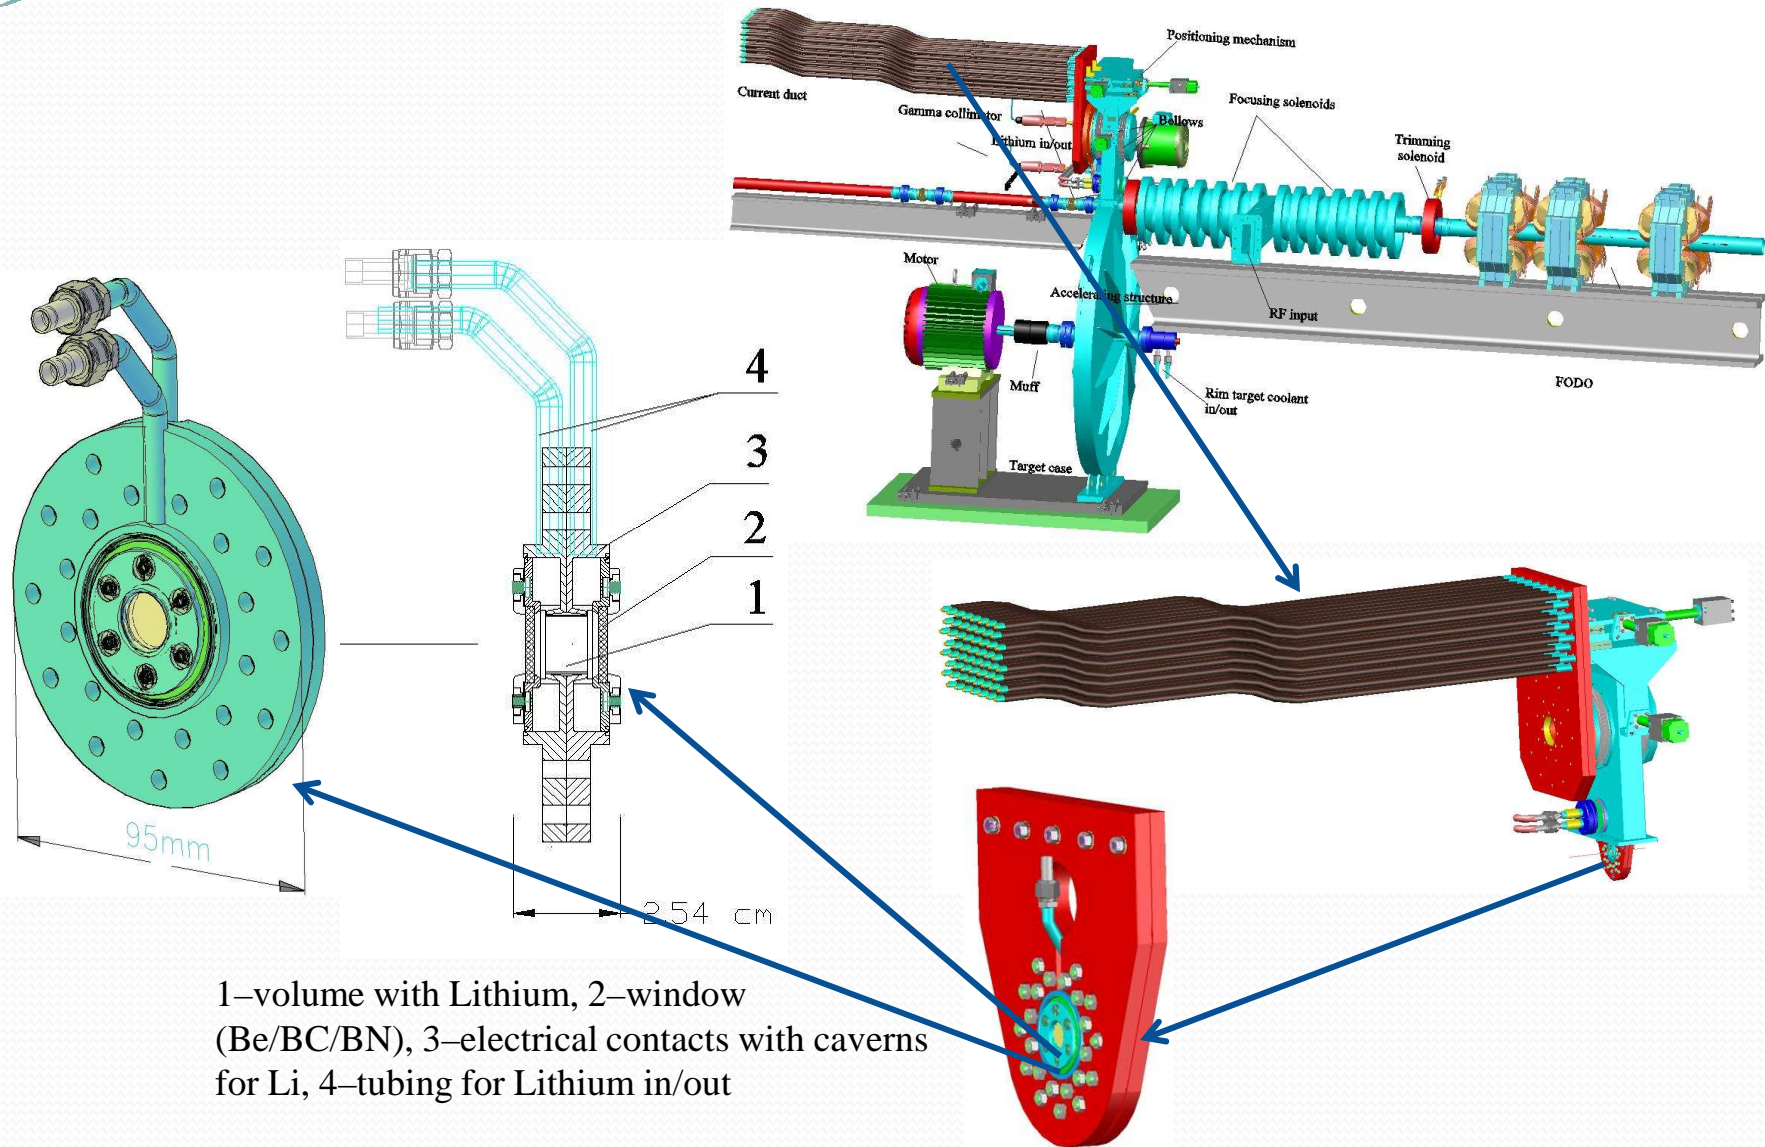 Positioning mechanism
Current duct
Gamma collimator
Focusing solenoids
Bellows
Lithium in/out
Trimming
solenoid
Motor
Accelerating structure
RF input
Muff
Rim target coolant
in/out
FODO
Target case
4
3
2
1
95mm
2.54 cm
1–volume with Lithium, 2–window
(Be/BC/BN), 3–electrical contacts with caverns
for Li, 4–tubing for Lithium in/out